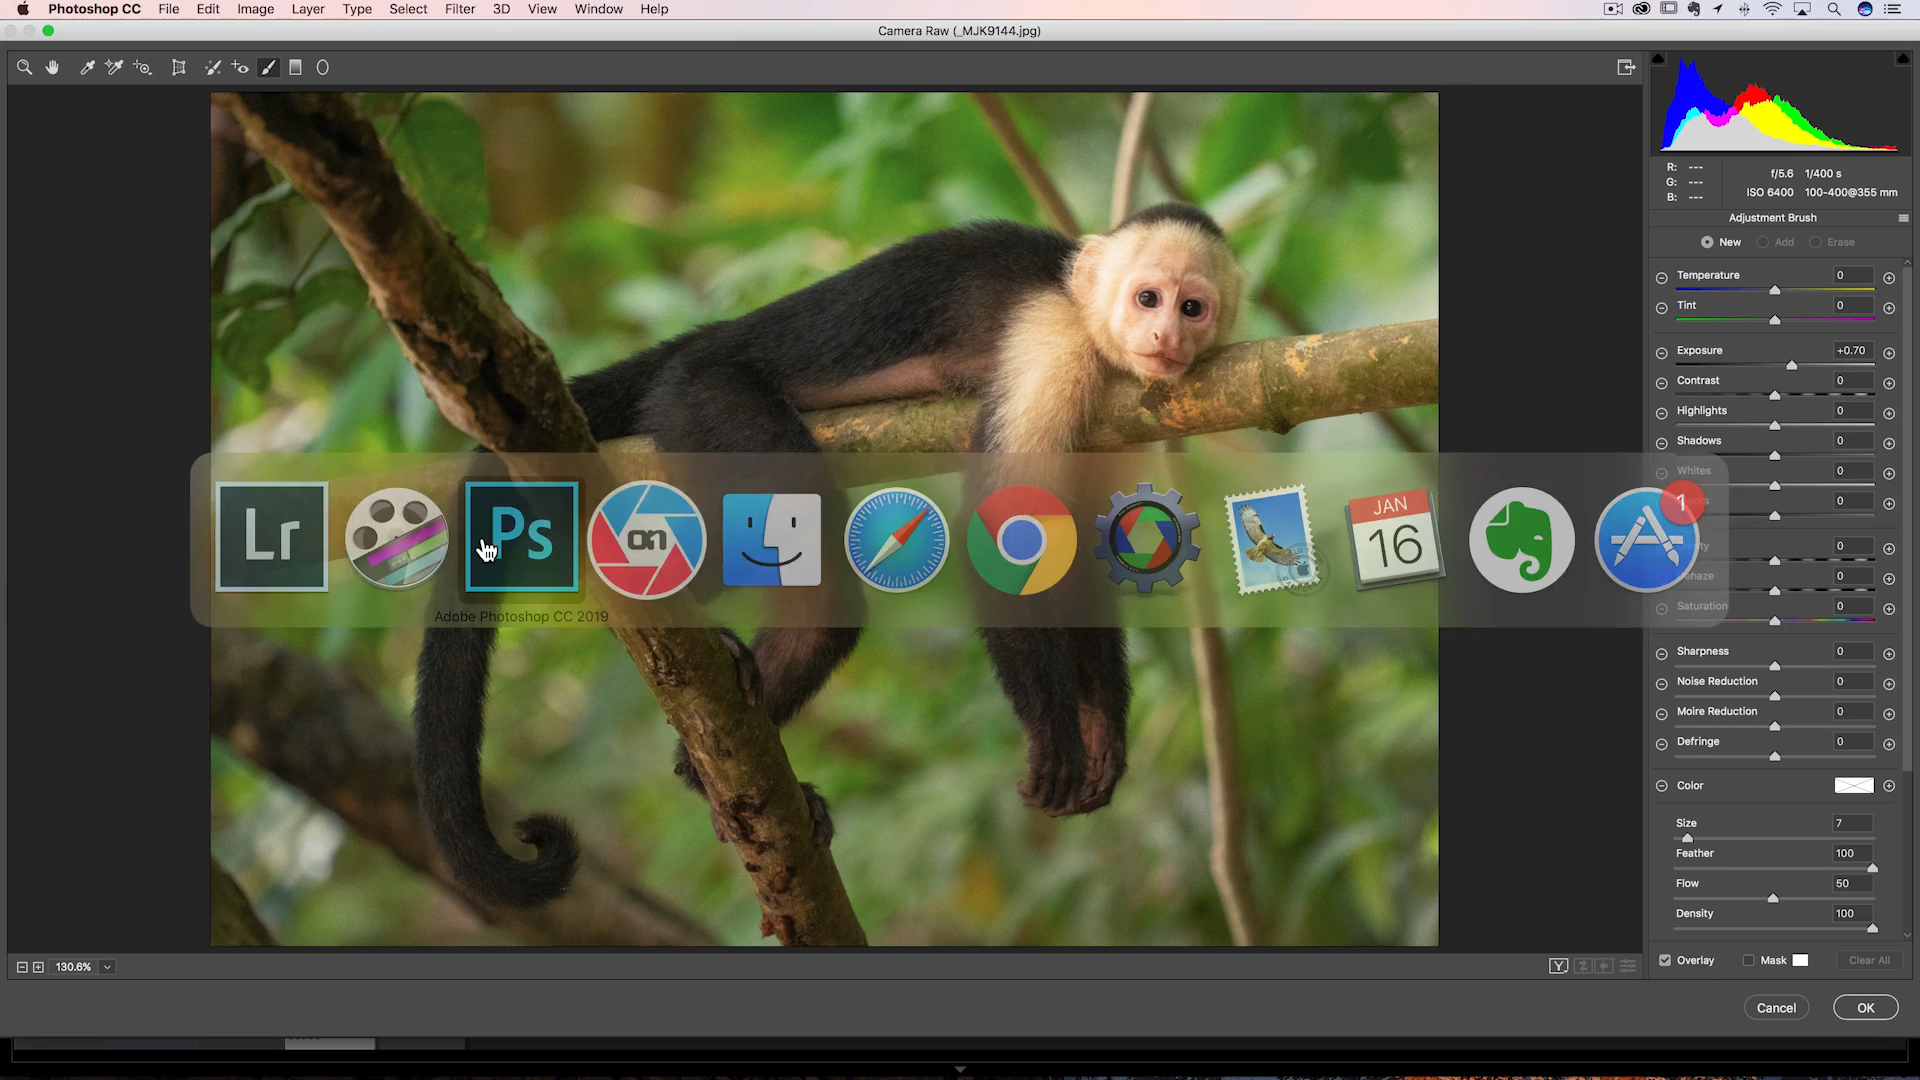 Photoshop CC File Edit Image Layer Type Select Filter 3D View Window Help
Camera Raw (_MJK9144.jpg)
R: ---
G: ---
B: ---
f/5.6 1/400 s
ISO 6400 100-400@355 mm
Adjustment Brush
New Add Erase
Temperature 0
Tint 0
Exposure +0.70
Contrast 0
Highlights 0
Shadows 0
Whites 0
0
0
0
Saturation 0
Sharpness 0
Noise Reduction 0
Moire Reduction 0
Defringe 0
Color
Size 7
Feather 100
Flow 50
Density 100
Overlay Mask Clear All
Lr
Ps
on
JAN
16
1
Adobe Photoshop CC 2019
130.6%
Y
Cancel OK